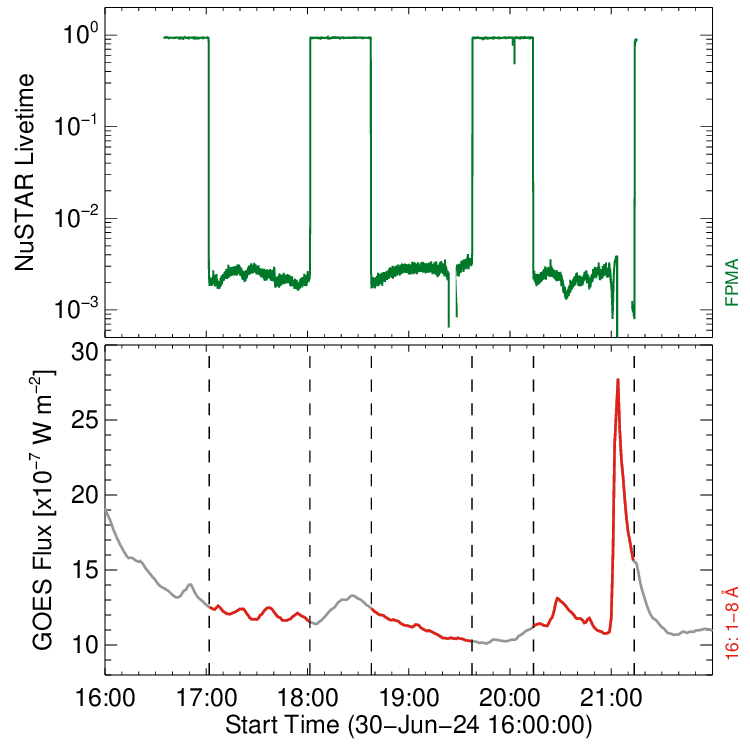 10⁰
10⁻¹
10⁻²
10⁻³
NuSTAR Livetime
FPMA
30
25
20
15
10
GOES Flux [x10⁻⁷ W m⁻²]
16: 1−8 Å
16:00 17:00 18:00 19:00 20:00 21:00
Start Time (30−Jun−24 16:00:00)